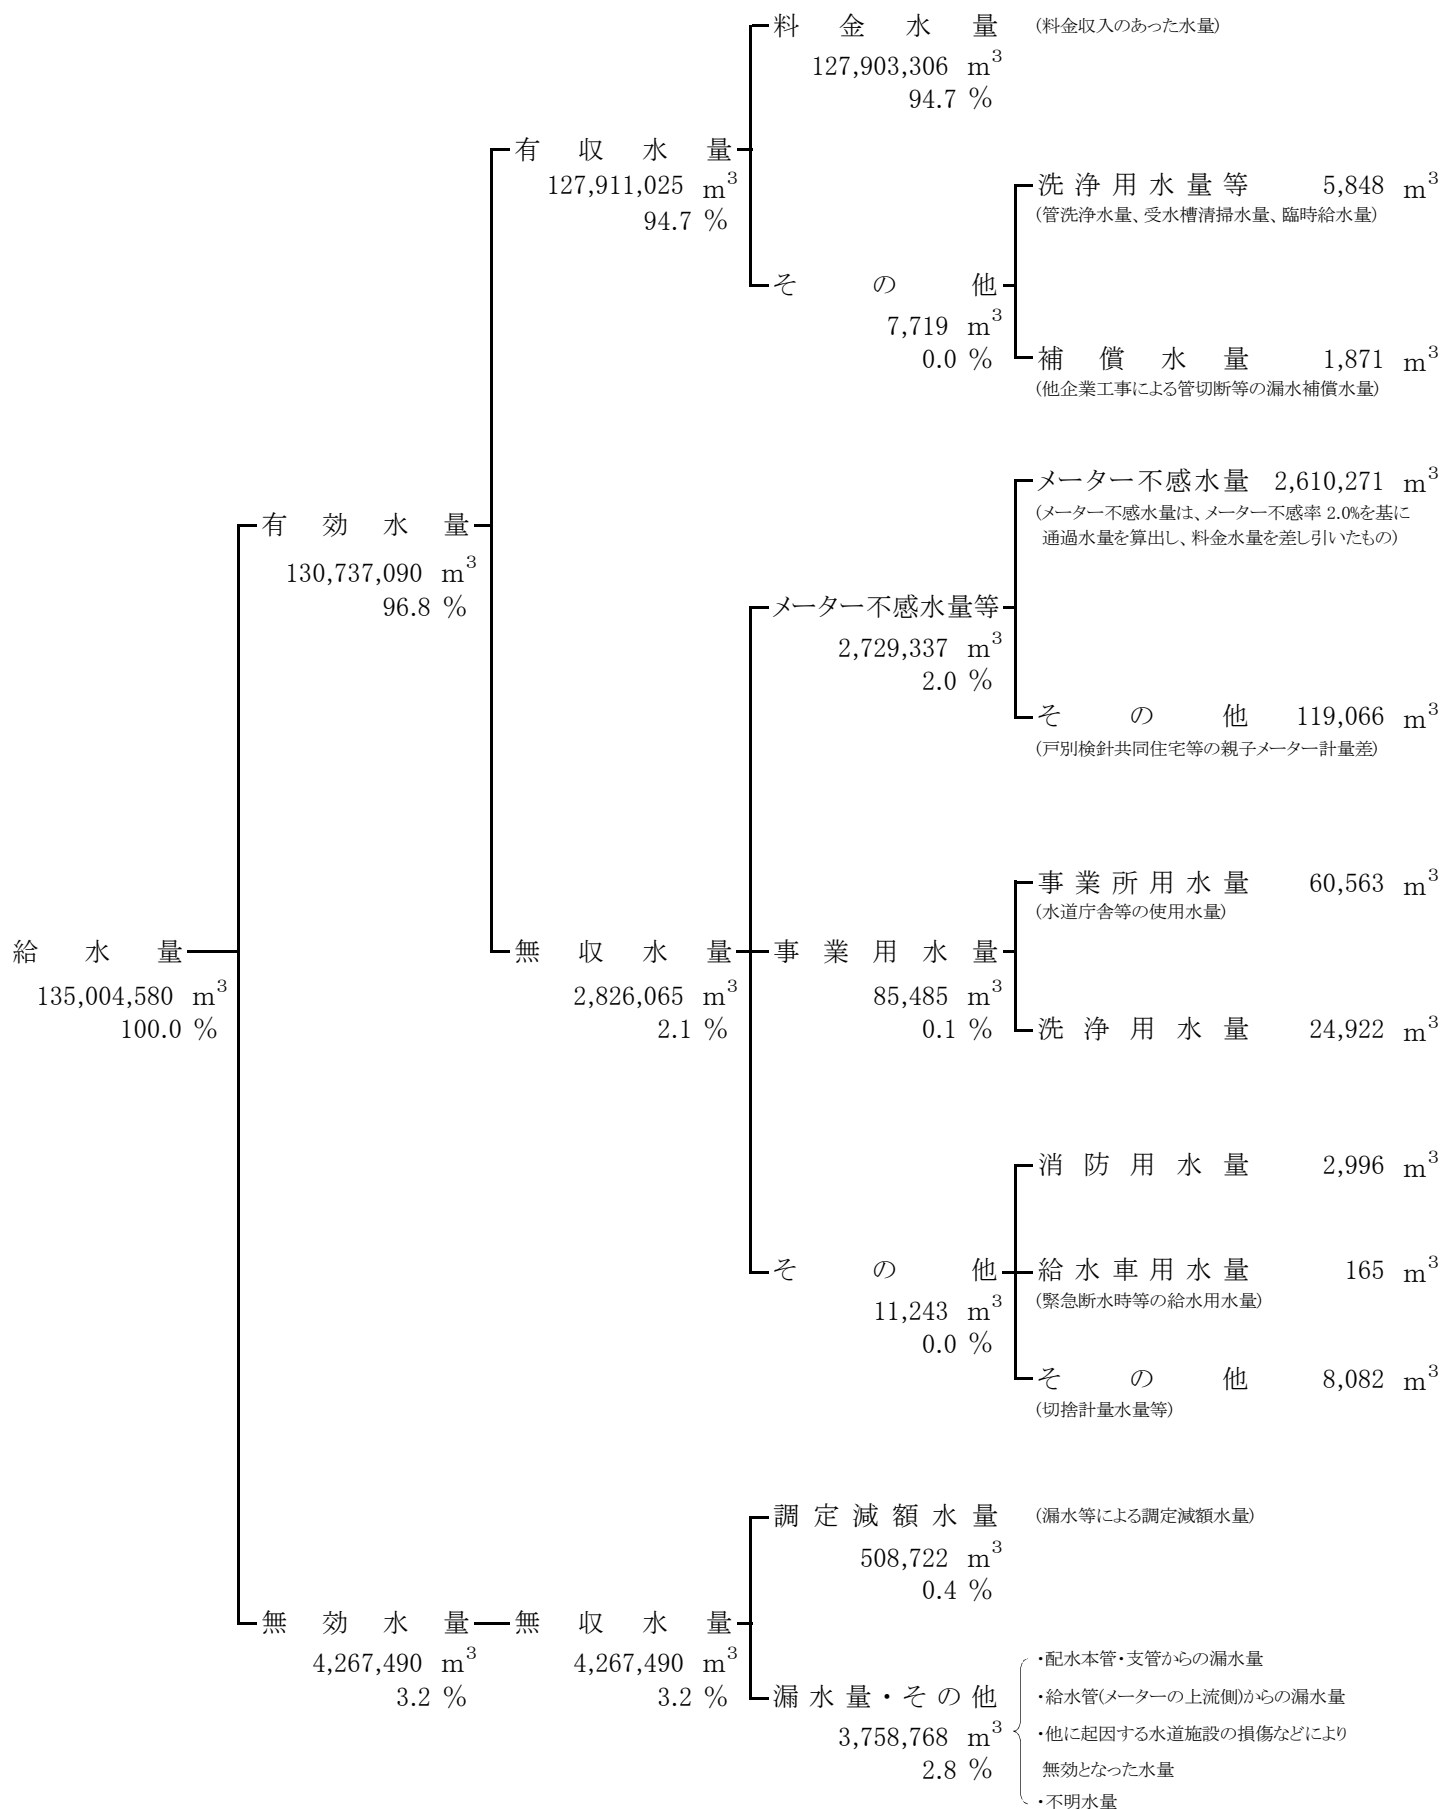 料金水量 (料金収入のあった水量)
127,903,306 m³
94.7 %
有収水量
127,911,025 m³
94.7 %
洗浄用水量等 5,848 m³
(管洗浄水量、受水槽清掃水量、臨時給水量)
その他
7,719 m³
0.0 %
補償水量 1,871 m³
(他企業工事による管切断等の漏水補償水量)
メーター不感水量 2,610,271 m³
(メーター不感水量は、メーター不感率 2.0%を基に
通過水量を算出し、料金水量を差し引いたもの)
有効水量
130,737,090 m³
96.8 %
メーター不感水量等
2,729,337 m³
2.0 %
その他 119,066 m³
(戸別検針共同住宅等の親子メーター計量差)
事業所用水量 60,563 m³
(水道庁舎等の使用水量)
給水量
135,004,580 m³
100.0 %
無収水量
2,826,065 m³
2.1 %
事業用水量
85,485 m³
0.1 %
洗浄用水量 24,922 m³
消防用水量 2,996 m³
その他
11,243 m³
0.0 %
給水車用水量 165 m³
(緊急断水時等の給水用水量)
その他 8,082 m³
(切捨計量水量等)
調定減額水量 (漏水等による調定減額水量)
508,722 m³
0.4 %
無効水量
4,267,490 m³
3.2 %
無収水量
4,267,490 m³
3.2 %
漏水量・その他
3,758,768 m³
2.8 %
・配水本管・支管からの漏水量
・給水管(メーターの上流側)からの漏水量
・他に起因する水道施設の損傷などにより
無効となった水量
・不明水量